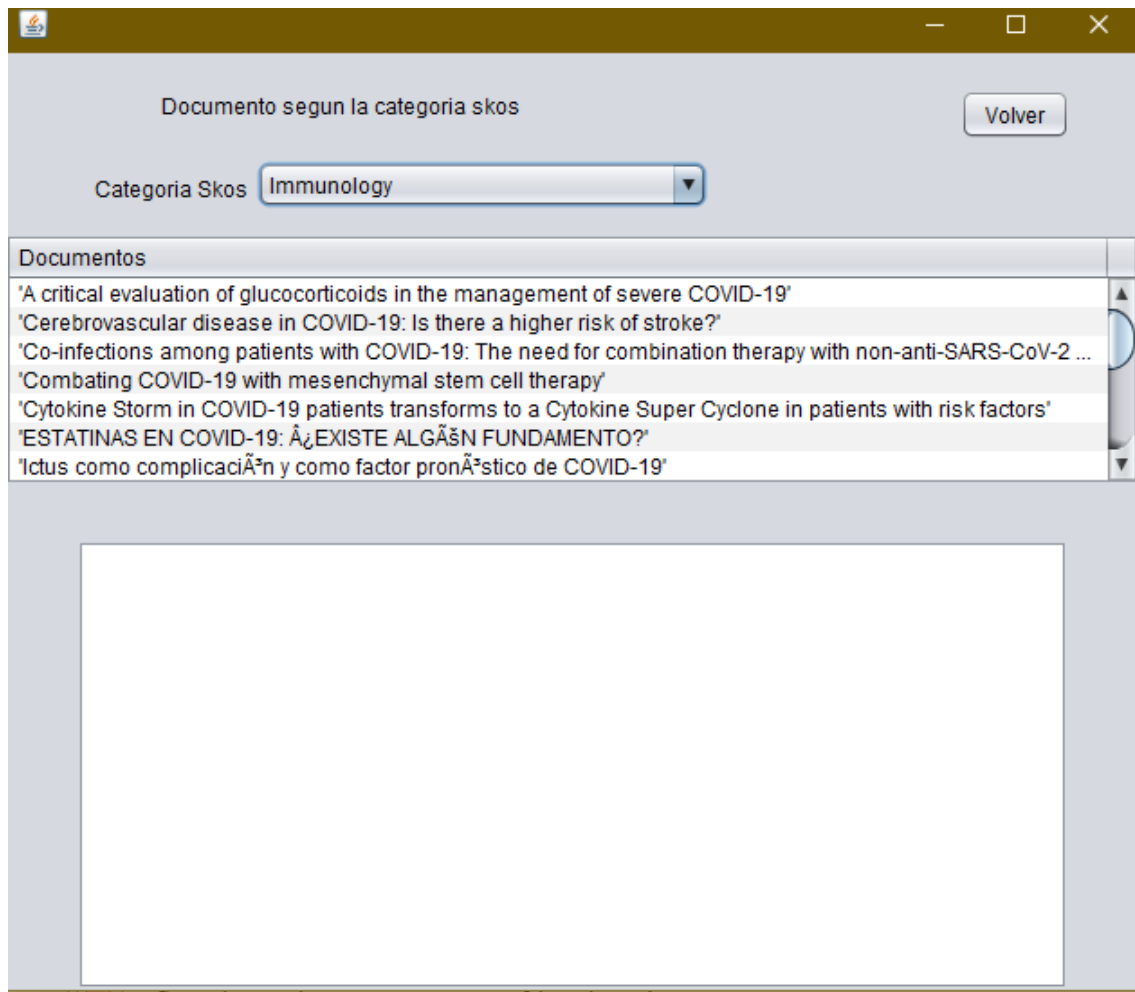 Documento segun la categoria skos
Volver
Categoria Skos
Immunology
Documentos
'A critical evaluation of glucocorticoids in the management of severe COVID-19'
'Cerebrovascular disease in COVID-19: Is there a higher risk of stroke?'
'Co-infections among patients with COVID-19: The need for combination therapy with non-anti-SARS-CoV-2 ...
'Combating COVID-19 with mesenchymal stem cell therapy'
'Cytokine Storm in COVID-19 patients transforms to a Cytokine Super Cyclone in patients with risk factors'
'ESTATINAS EN COVID-19: Â¿EXISTE ALGÃšN FUNDAMENTO?'
'Ictus como complicaciÃ³n y como factor pronÃ³stico de COVID-19'